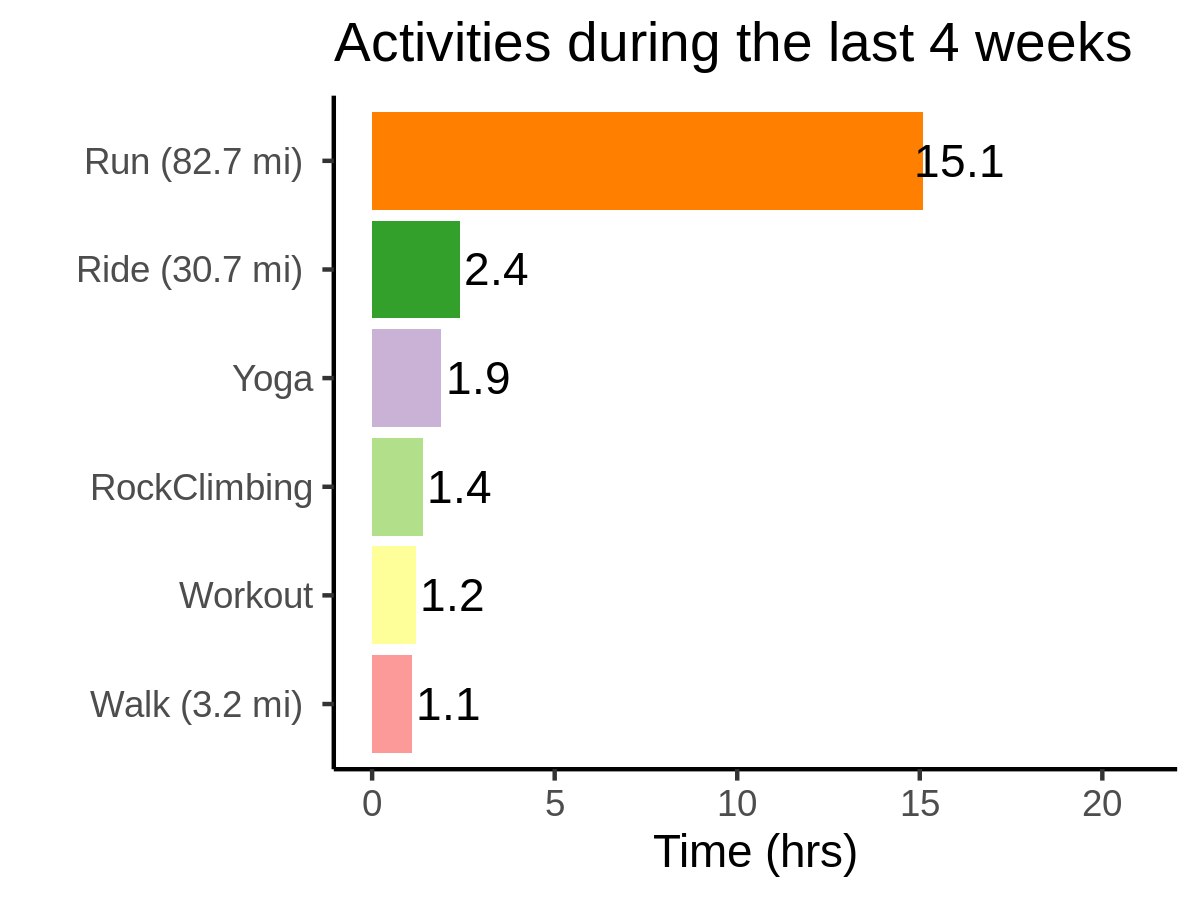 Activities during the last 4 weeks
Run (82.7 mi)
15.1
Ride (30.7 mi)
2.4
Yoga
1.9
RockClimbing
1.4
Workout
1.2
Walk (3.2 mi)
1.1
0 5 10 15 20
Time (hrs)